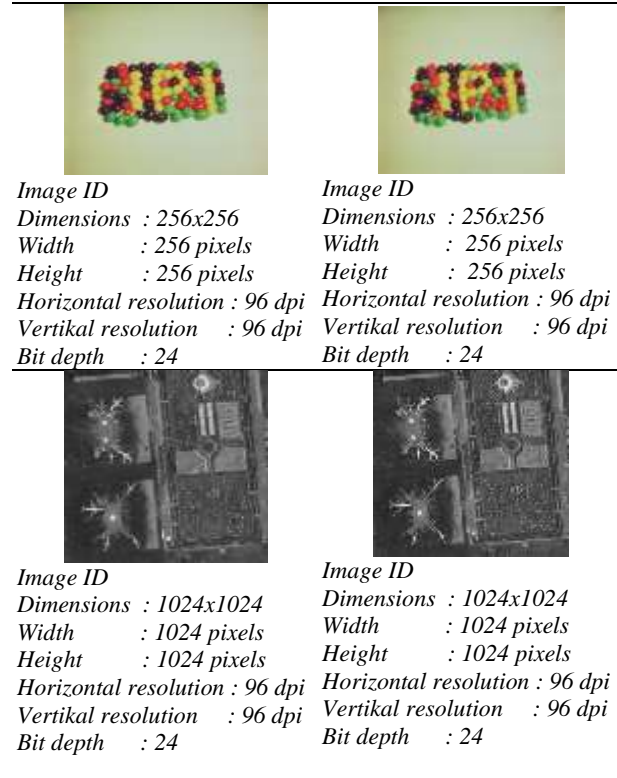 Image ID
Dimensions : 256x256
Width : 256 pixels
Height : 256 pixels
Horizontal resolution : 96 dpi
Vertikal resolution : 96 dpi
Bit depth : 24
Image ID
Dimensions : 256x256
Width : 256 pixels
Height : 256 pixels
Horizontal resolution : 96 dpi
Vertikal resolution : 96 dpi
Bit depth : 24
Image ID
Dimensions : 1024x1024
Width : 1024 pixels
Height : 1024 pixels
Horizontal resolution : 96 dpi
Vertikal resolution : 96 dpi
Bit depth : 24
Image ID
Dimensions : 1024x1024
Width : 1024 pixels
Height : 1024 pixels
Horizontal resolution : 96 dpi
Vertikal resolution : 96 dpi
Bit depth : 24